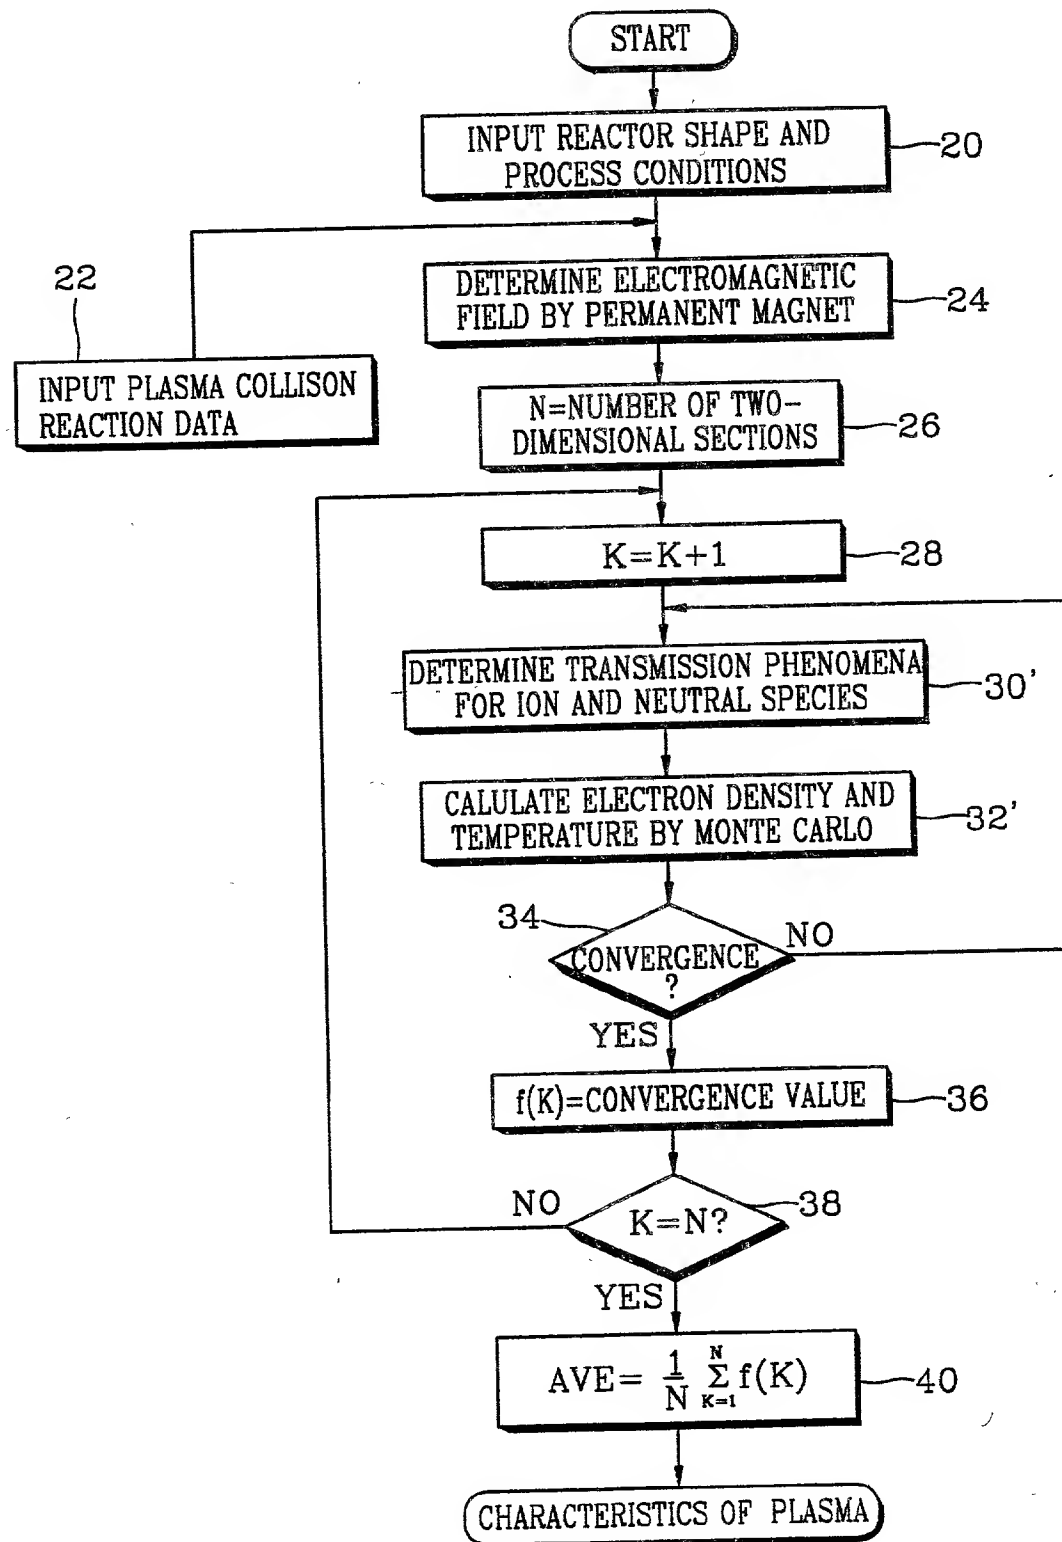 START
INPUT REACTOR SHAPE AND
PROCESS CONDITIONS
20
22
DETERMINE ELECTROMAGNETIC
FIELD BY PERMANENT MAGNET
24
INPUT PLASMA COLLISON
REACTION DATA
N=NUMBER OF TWO-
DIMENSIONAL SECTIONS
26
K=K+1
28
DETERMINE TRANSMISSION PHENOMENA
FOR ION AND NEUTRAL SPECIES
30'
CALULATE ELECTRON DENSITY AND
TEMPERATURE BY MONTE CARLO
32'
34
CONVERGENCE
?
NO
YES
f(K)=CONVERGENCE VALUE
36
NO
K=N?
38
YES
AVE= 1/N Σ(K=1 to N) f(K)
40
CHARACTERISTICS OF PLASMA